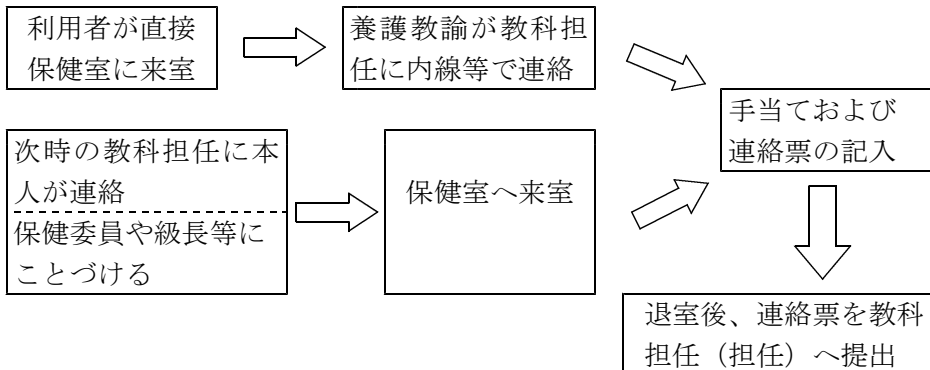 利用者が直接
保健室に来室
養護教諭が教科担
任に内線等で連絡
手当ておよび
連絡票の記入
次時の教科担任に本
人が連絡
保健委員や級長等に
ことづける
保健室へ来室
退室後、連絡票を教科
担任（担任）へ提出